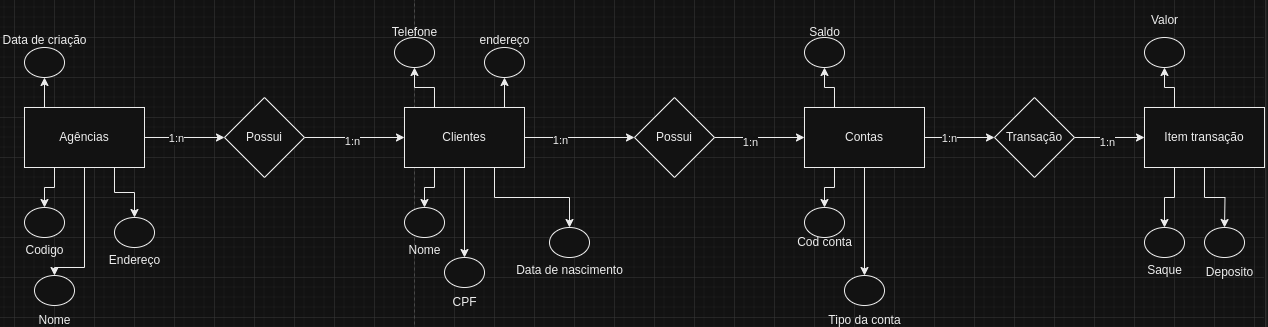 Data de criação
Telefone
endereço
Saldo
Valor
Agências
1:n
Possui
1:n
Clientes
1:n
Possui
1:n
Contas
1:n
Transação
1:n
Item transação
Codigo
Endereço
Nome
Nome
CPF
Data de nascimento
Cod conta
Tipo da conta
Saque
Deposito